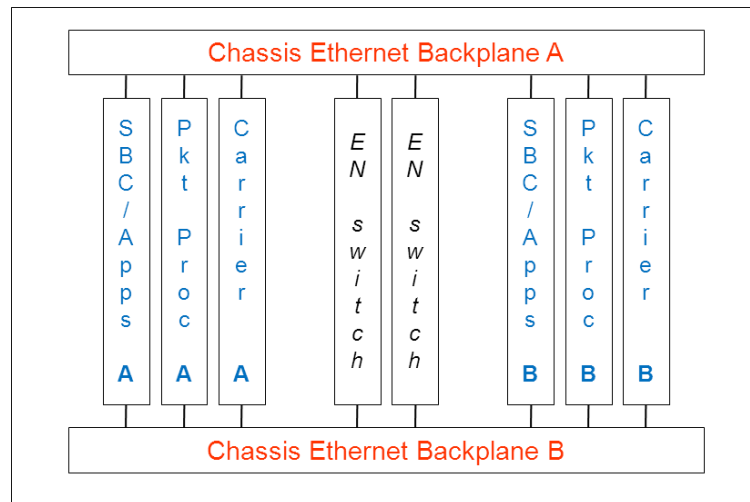 Chassis Ethernet Backplane A
SBC/Apps A
Pkt Proc A
Carrier A
EN switch
EN switch
SBC/Apps B
Pkt Proc B
Carrier B
Chassis Ethernet Backplane B